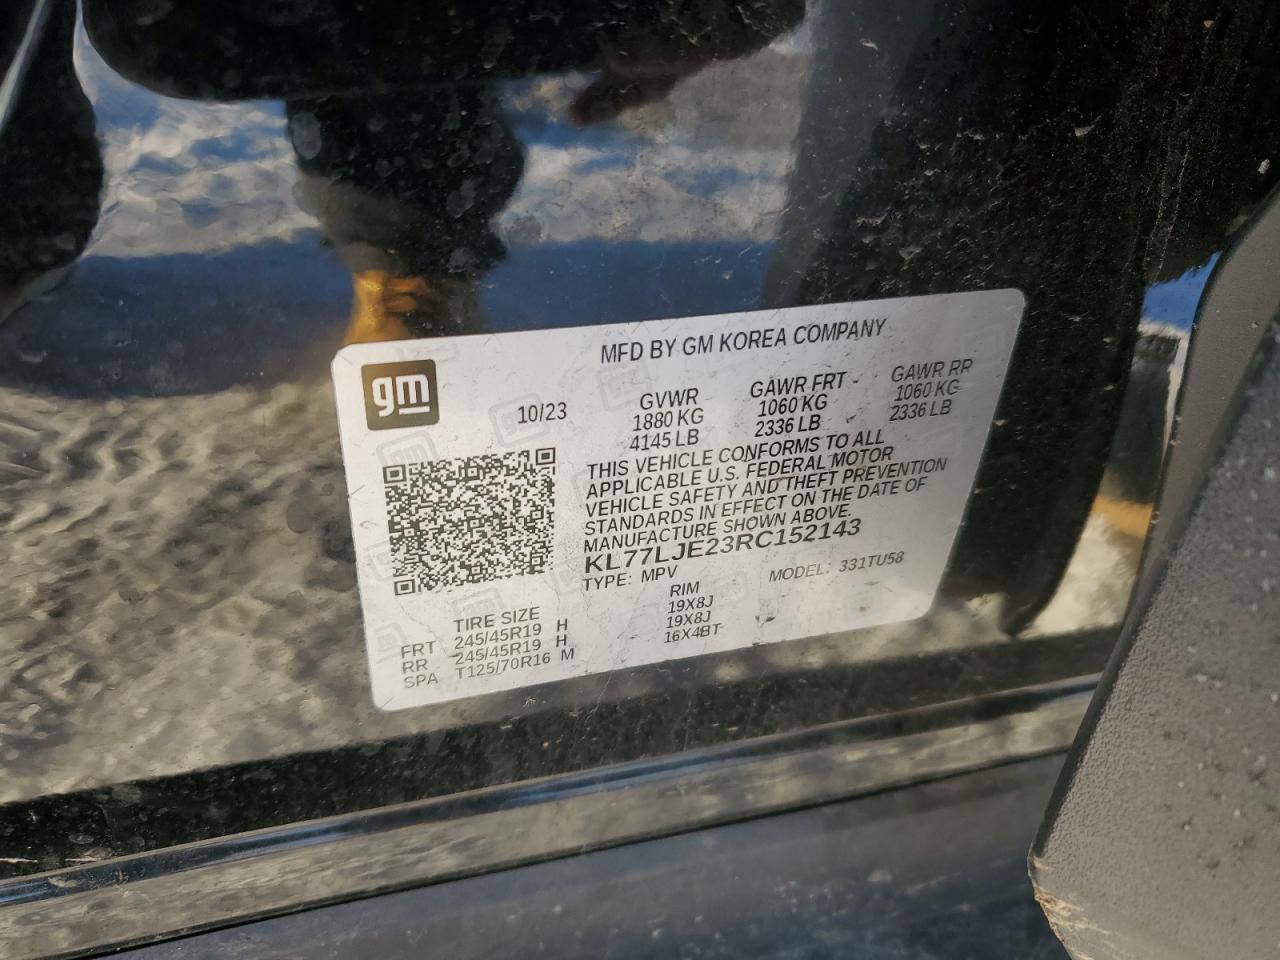 MFD BY GM KOREA COMPANY
gm
10/23
GVWR
1880 KG
4145 LB
GAWR FRT
1060 KG
2336 LB
GAWR RR
1060 KG
2336 LB
THIS VEHICLE CONFORMS TO ALL
APPLICABLE U.S. FEDERAL MOTOR
VEHICLE SAFETY AND THEFT PREVENTION
STANDARDS IN EFFECT ON THE DATE OF
MANUFACTURE SHOWN ABOVE.
KL77LJE23RC152143
TYPE: MPV MODEL: 331TU58
TIRE SIZE RIM
FRT 245/45R19 H 19X8J
RR 245/45R19 H 19X8J
SPA T125/70R16 M 16X4BT